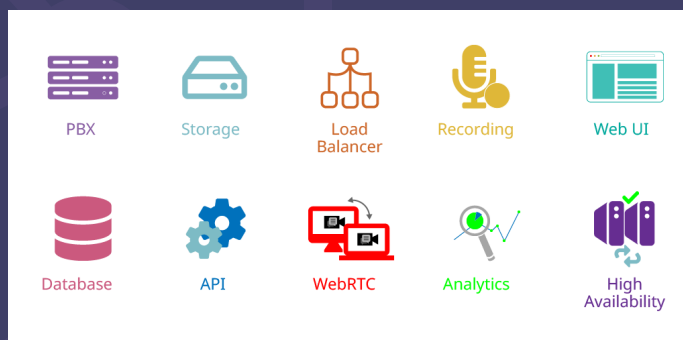 PBX
Storage
Load
Balancer
Recording
Web UI
Database
API
WebRTC
Analytics
High
Availability